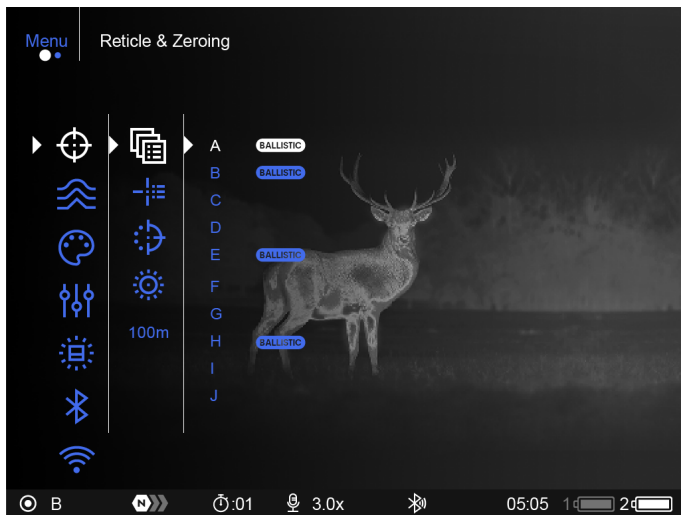 Menu Reticle & Zeroing
A BALLISTIC
B BALLISTIC
C
D
E BALLISTIC
F
G
100m
H BALLISTIC
I
J
B N :01 3.0x 05:05 1 2